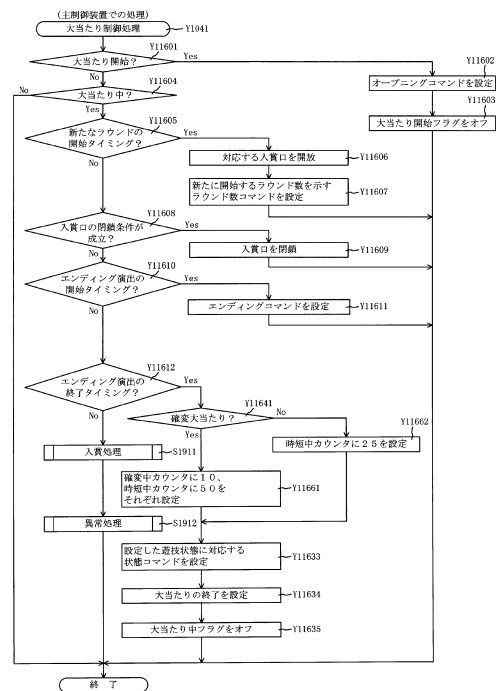 (主制御装置での処理)
大当たり制御処理
Y1041
大当たり開始？
Y11601
Yes
No
オープニングコマンドを設定
Y11602
大当たり開始フラグをオフ
Y11603
大当たり中？
Y11604
No
Yes
新たなラウンドの
開始タイミング？
Y11605
Yes
No
対応する入賞口を開放
Y11606
新たに開始するラウンド数を示す
ラウンド数コマンドを設定
Y11607
入賞口の閉鎖条件が
成立？
Y11608
Yes
No
入賞口を閉鎖
Y11609
エンディング演出の
開始タイミング？
Y11610
Yes
No
エンディングコマンドを設定
Y11611
エンディング演出の
終了タイミング？
Y11612
Yes
No
確変大当たり？
Y11641
No
Yes
時短中カウンタに２５を設定
Y11662
入賞処理
S1911
確変中カウンタに１０、
時短中カウンタに５０を
それぞれ設定
Y11661
異常処理
S1912
設定した遊技状態に対応する
状態コマンドを設定
Y11633
大当たりの終了を設定
Y11634
大当たり中フラグをオフ
Y11635
終 了